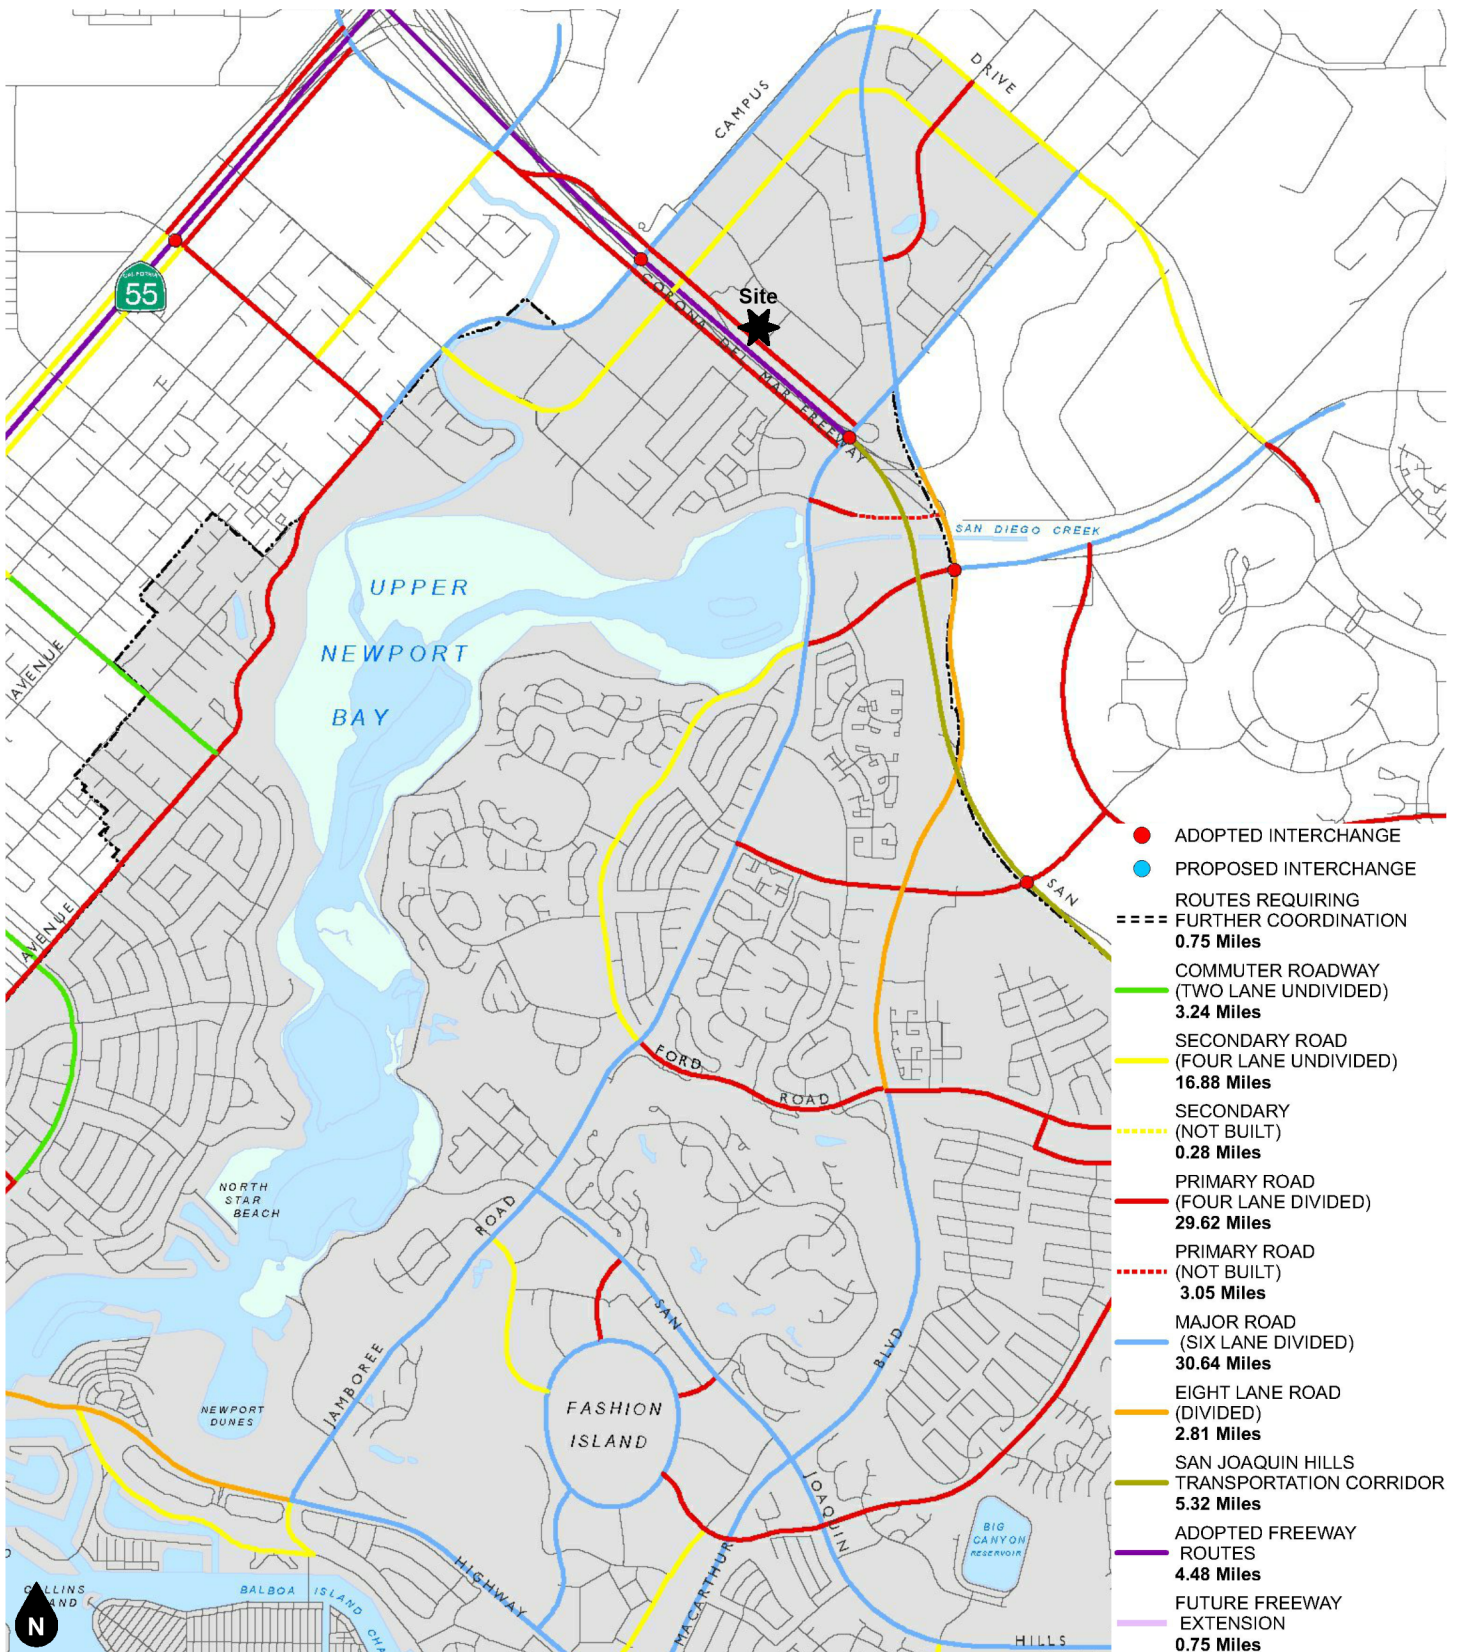 DRIVE
CAMPUS
CALIFORNIA
55
Site
CORONA DEL MAR FREEWAY
SAN DIEGO CREEK
UPPER
NEWPORT
BAY
AVENUE
SAN
AVENUE
FORD
ROAD
NORTH
STAR
BEACH
ROAD
SAN
BLVD
JAMBOREE
NEWPORT
DUNES
FASHION
ISLAND
JOAQUIN
BIG
CANYON
RESERVOIR
HIGHWAY
MACARTHUR
BALBOA ISLAND
HILLS
N
ADOPTED INTERCHANGE
PROPOSED INTERCHANGE
ROUTES REQUIRING
FURTHER COORDINATION
0.75 Miles
COMMUTER ROADWAY
(TWO LANE UNDIVIDED)
3.24 Miles
SECONDARY ROAD
(FOUR LANE UNDIVIDED)
16.88 Miles
SECONDARY
(NOT BUILT)
0.28 Miles
PRIMARY ROAD
(FOUR LANE DIVIDED)
29.62 Miles
PRIMARY ROAD
(NOT BUILT)
3.05 Miles
MAJOR ROAD
(SIX LANE DIVIDED)
30.64 Miles
EIGHT LANE ROAD
(DIVIDED)
2.81 Miles
SAN JOAQUIN HILLS
TRANSPORTATION CORRIDOR
5.32 Miles
ADOPTED FREEWAY
ROUTES
4.48 Miles
FUTURE FREEWAY
EXTENSION
0.75 Miles